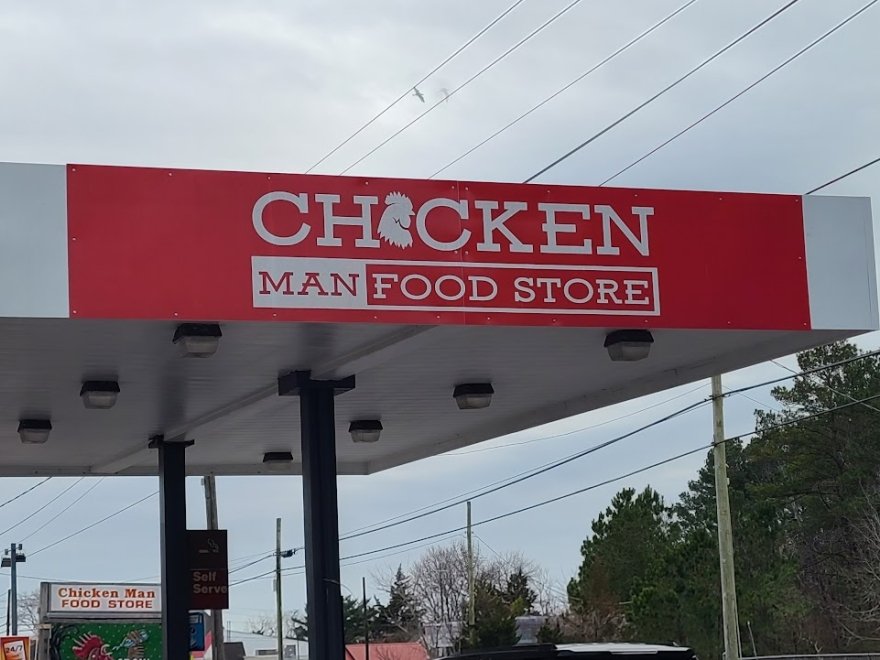 CHICKEN
MAN FOOD STORE
Self
Serve
Chicken Man
FOOD STORE
24/7